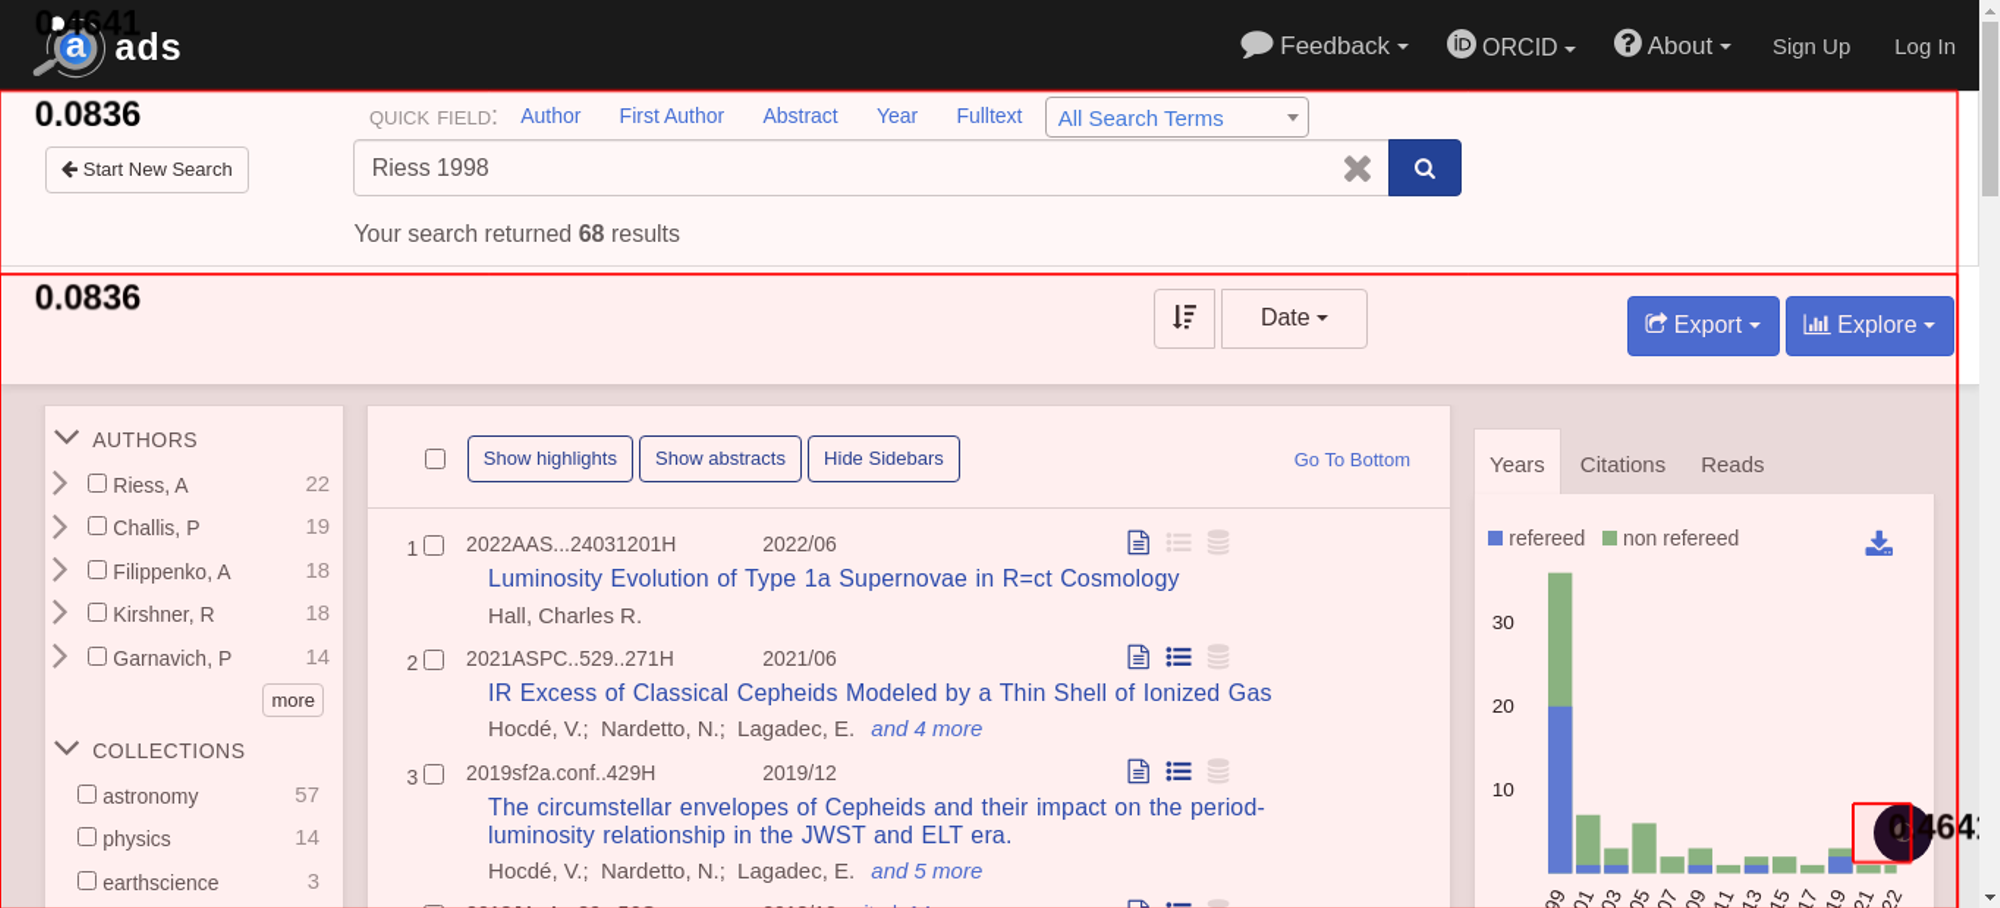 0.4641
a ads
Feedback
iD ORCID
? About
Sign Up
Log In
0.0836
QUICK FIELD:
Author
First Author
Abstract
Year
Fulltext
All Search Terms
Start New Search
Riess 1998
Your search returned 68 results
0.0836
Date
Export
Explore
AUTHORS
Riess, A 22
Challis, P 19
Filippenko, A 18
Kirshner, R 18
Garnavich, P 14
more
COLLECTIONS
astronomy 57
physics 14
earthscience 3
Show highlights
Show abstracts
Hide Sidebars
Go To Bottom
1 2022AAS...24031201H 2022/06
Luminosity Evolution of Type 1a Supernovae in R=ct Cosmology
Hall, Charles R.
2 2021ASPC..529..271H 2021/06
IR Excess of Classical Cepheids Modeled by a Thin Shell of Ionized Gas
Hocdé, V.; Nardetto, N.; Lagadec, E. and 4 more
3 2019sf2a.conf..429H 2019/12
The circumstellar envelopes of Cepheids and their impact on the period-
luminosity relationship in the JWST and ELT era.
Hocdé, V.; Nardetto, N.; Lagadec, E. and 5 more
Years
Citations
Reads
refereed
non refereed
30
20
10
0.4641
99 01 03 05 07 09 11 13 15 17 19 21 22